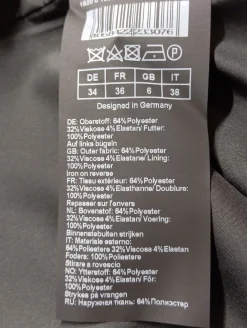 DE FR GB IT
34 36 6 38
Designed in Germany
DE: Oberstoff: 64%Polyester
32%Viskose 4%Elastan/ Futter:
100%Polyester
Auf links bügeln
GB: Outer fabric: 64%Polyester
32%Viscose 4%Elastane/ Lining:
100%Polyester
Iron on reverse
FR: Tissu extérieur: 64%Polyester
32%Viscose 4%Elasthanne/ Doublure:
100%Polyester
Repasser sur l'envers
NL: Bovenstof: 64%Polyester
32%Viscose 4%Elastan/ Voering:
100%Polyester
Binnenstebuiten strijken
IT: Materiale esterno:
64%Poliestere 32%Viscosa 4%Elastan
Fodera: 100%Poliestere
Stirare a rovescio
NO: Ytterstoff: 64%Polyester
32%Viskose 4%Elastan/ Fôr:
100%Polyester
Strykes på vrangen
RU: Наружная ткань: 64%Полиэстер